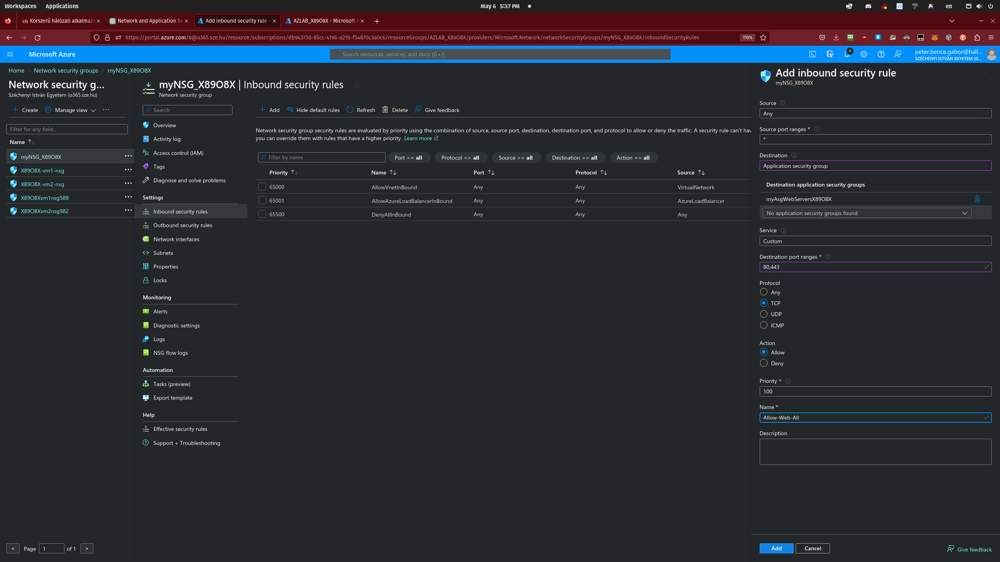 Workspaces Applications
May 6 5:37 PM
en
Korszerű hálózati alkalmazá
Network and Application Se
Add inbound security rule -
AZLAB_X89O8X - Microsoft A
https://portal.azure.com/#@o365.sze.hu/resource/subscriptions/db94373d-85cc-4196-a21b-f54870c3a0c6/resourceGroups/AZLAB_X89O8X/providers/Microsoft.Network/networkSecurityGroups/myNSG_X89O8X/inboundSecurityRules
110%
Microsoft Azure
Search resources, services, and docs (G+/)
4
peter.bence.gabor@hall...
SZÉCHENYI ISTVÁN EGYETEM (O...
Home > Network security groups > myNSG_X89O8X
Network security g...
Széchenyi István Egyetem (o365.sze.hu)
Create Manage view ...
Filter for any field...
Name
myNSG_X89O8X
X89O8X-vm1-nsg
X89O8X-vm2-nsg
X89O8Xvm1nsg588
X89O8Xvm2nsg982
< Page 1 of 1 >
myNSG_X89O8X | Inbound security rules
Network security group
Search
Overview
Activity log
Access control (IAM)
Tags
Diagnose and solve problems
Settings
Inbound security rules
Outbound security rules
Network interfaces
Subnets
Properties
Locks
Monitoring
Alerts
Diagnostic settings
Logs
NSG flow logs
Automation
Tasks (preview)
Export template
Help
Effective security rules
Support + Troubleshooting
Add Hide default rules Refresh Delete Give feedback
Network security group security rules are evaluated by priority using the combination of source, source port, destination, destination port, and protocol to allow or deny the traffic. A security rule can't hav
you can override them with rules that have a higher priority. Learn more
Filter by name
Port == all
Protocol == all
Source == all
Destination == all
Action == all
Priority Name Port Protocol Source
65000 AllowVnetInBound Any Any VirtualNetwork
65001 AllowAzureLoadBalancerInBound Any Any AzureLoadBalancer
65500 DenyAllInBound Any Any Any
Add inbound security rule
myNSG_X89O8X
Source
Any
Source port ranges *
*
Destination
Application security group
Destination application security groups
myAsgWebServersX89O8X
No application security groups found
Service
Custom
Destination port ranges *
80,443
Protocol
Any
TCP
UDP
ICMP
Action
Allow
Deny
Priority *
100
Name *
Allow-Web-All
Description
Add Cancel
Give feedback